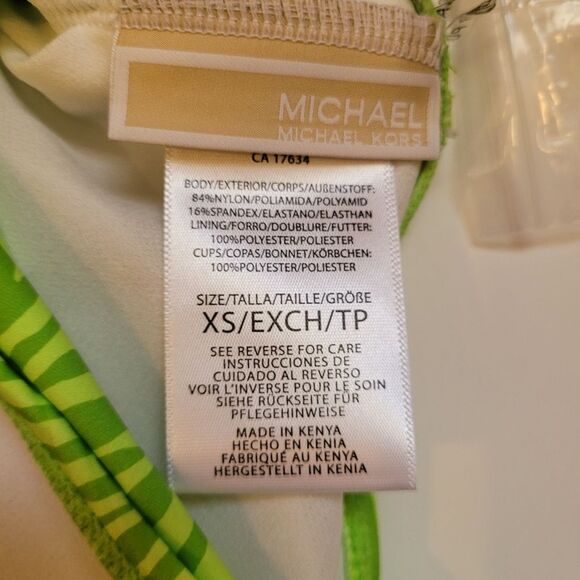 MICHAEL
MICHAEL KORS
CA 17634
BODY/EXTERIOR/CORPS/AUßENSTOFF:
84%NYLON/POLIAMIDA/POLYAMID
16%SPANDEX/ELASTANO/ELASTHAN
LINING/FORRO/DOUBLURE/FUTTER:
100%POLYESTER/POLIESTER
CUPS/COPAS/BONNET/KÖRBCHEN:
100%POLYESTER/POLIESTER
SIZE/TALLA/TAILLE/GRÖßE
XS/EXCH/TP
SEE REVERSE FOR CARE
INSTRUCCIONES DE
CUIDADO AL REVERSO
VOIR L'INVERSE POUR LE SOIN
SIEHE RÜCKSEITE FÜR
PFLEGEHINWEISE
MADE IN KENYA
HECHO EN KENIA
FABRIQUÉ AU KENYA
HERGESTELLT IN KENIA